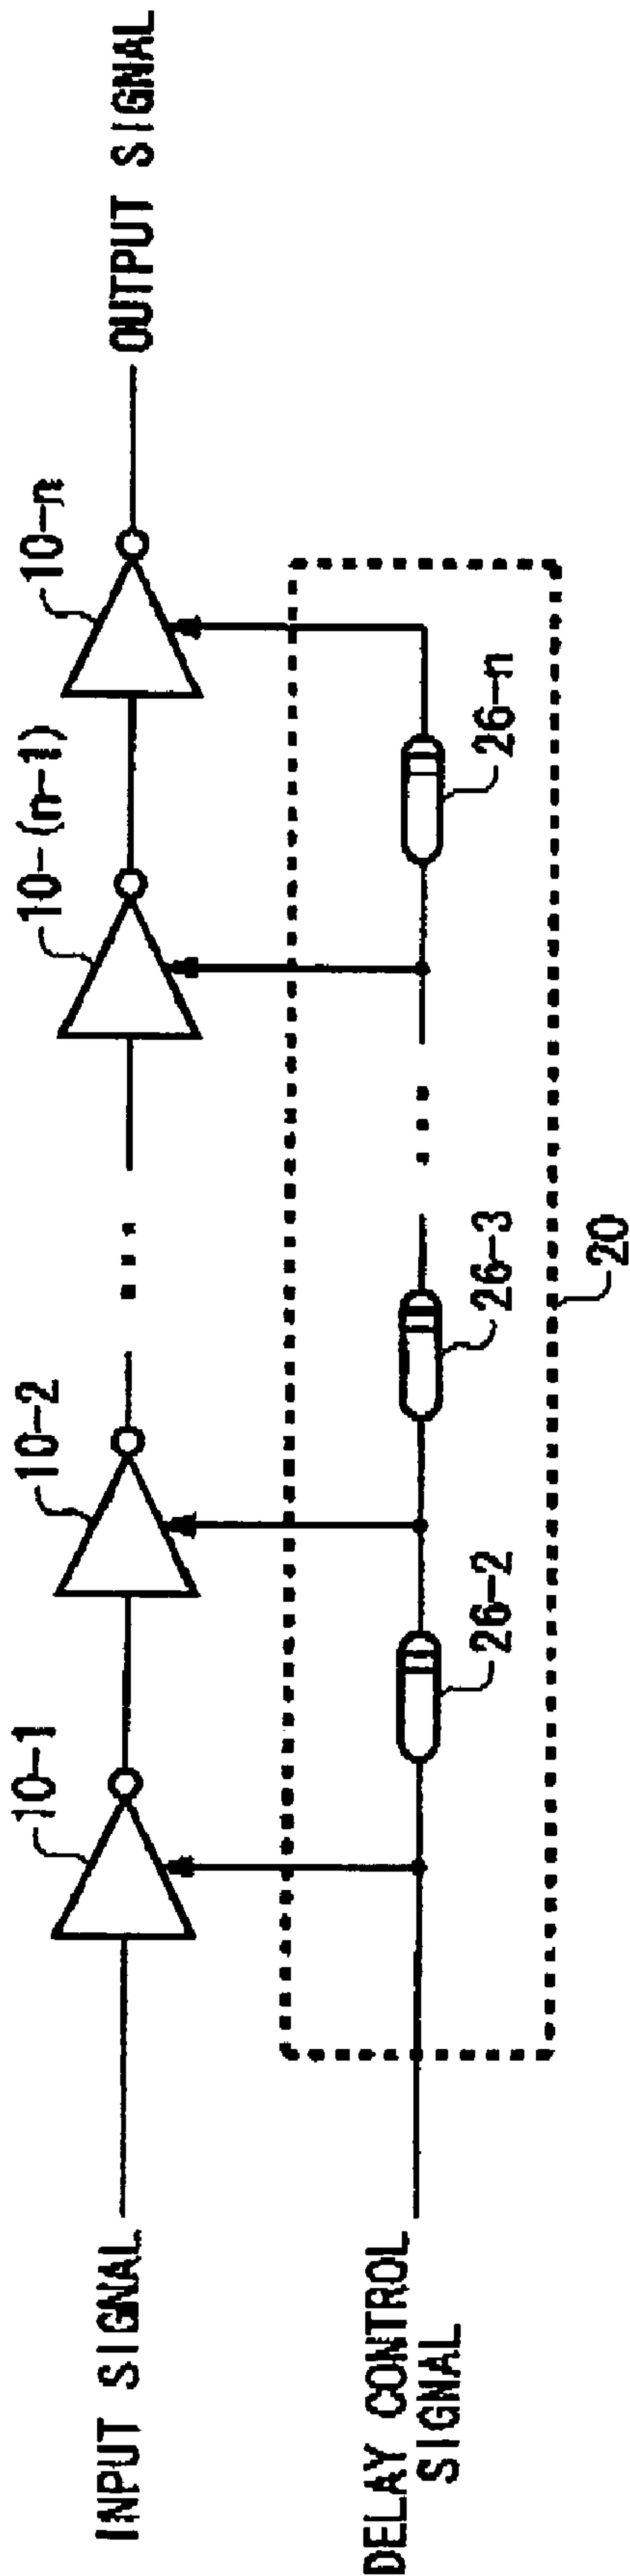 INPUT SIGNAL
10-1
10-2
10-(n-1)
10-n
OUTPUT SIGNAL
DELAY CONTROL
SIGNAL
26-2
26-3
26-n
20